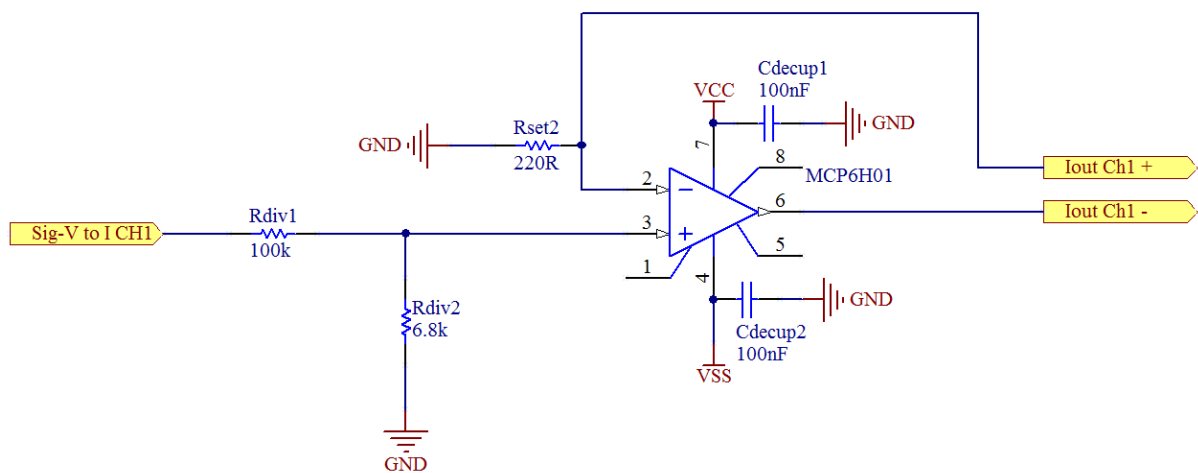 Cdecup1
100nF
VCC
GND
Rset2
220R
GND
7
8
MCP6H01
Iout Ch1 +
2
6
Iout Ch1 -
Sig-V to I CH1
Rdiv1
100k
3
5
1
4
Rdiv2
6.8k
GND
Cdecup2
100nF
VSS
GND